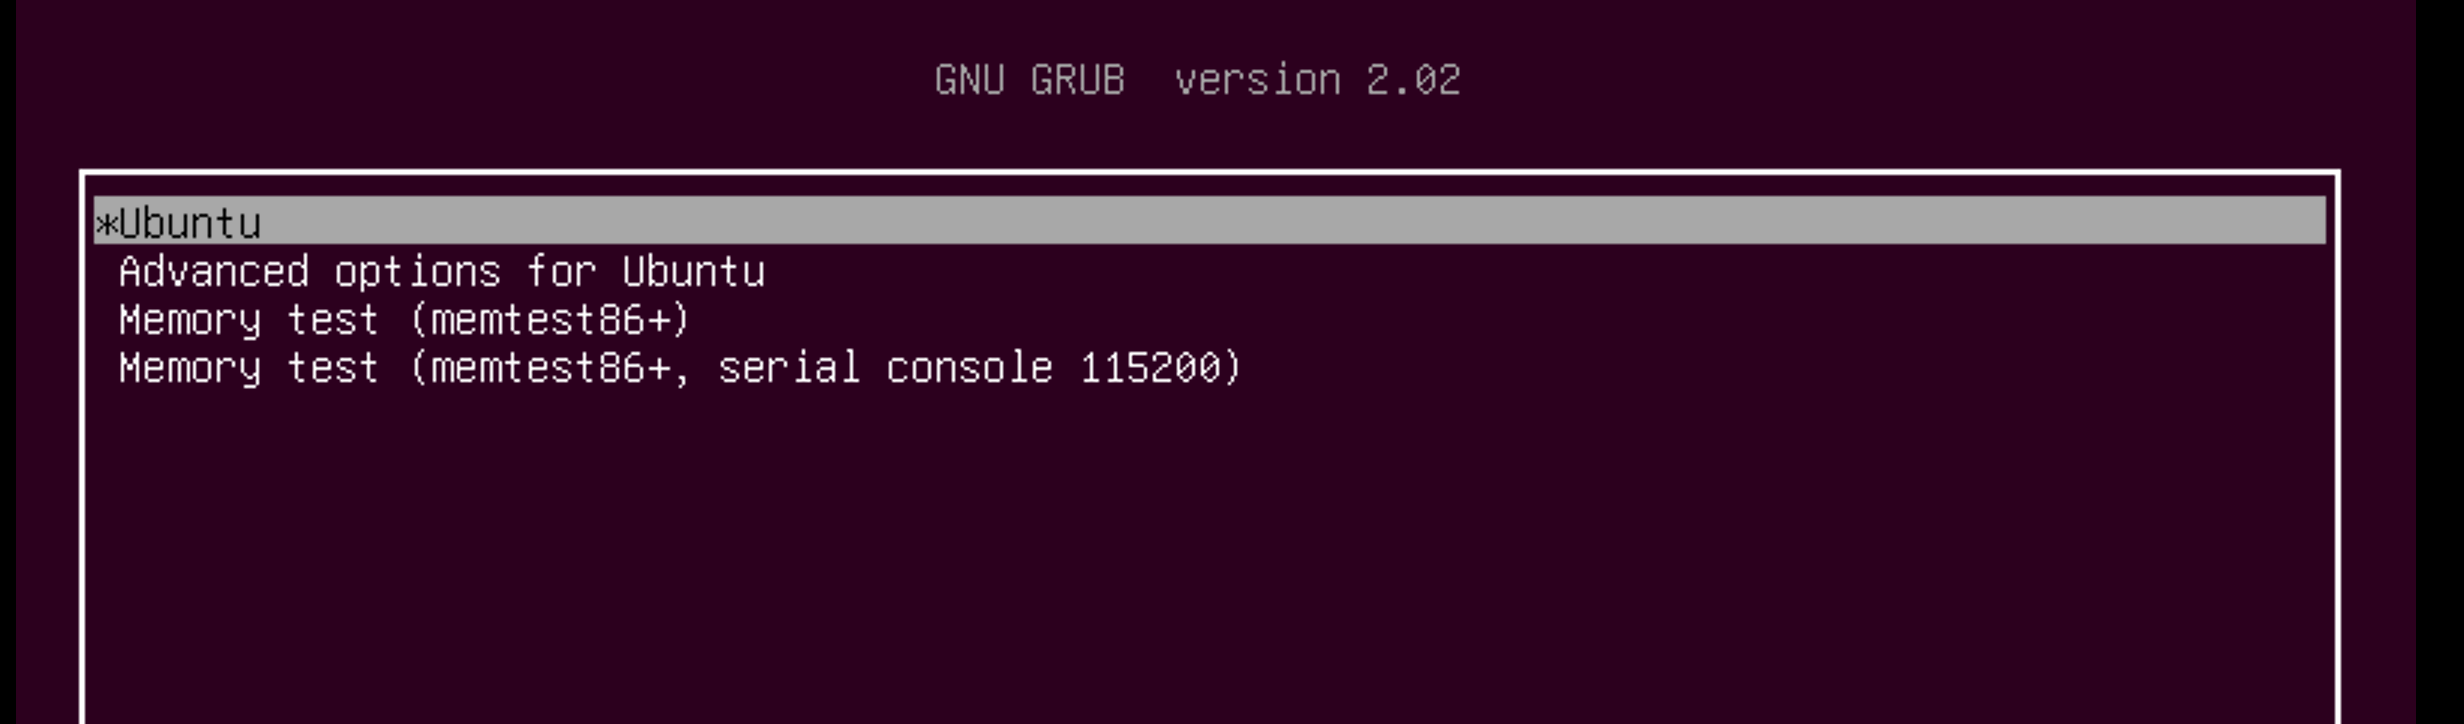 GNU GRUB  version 2.02
*Ubuntu
Advanced options for Ubuntu
Memory test (memtest86+)
Memory test (memtest86+, serial console 115200)